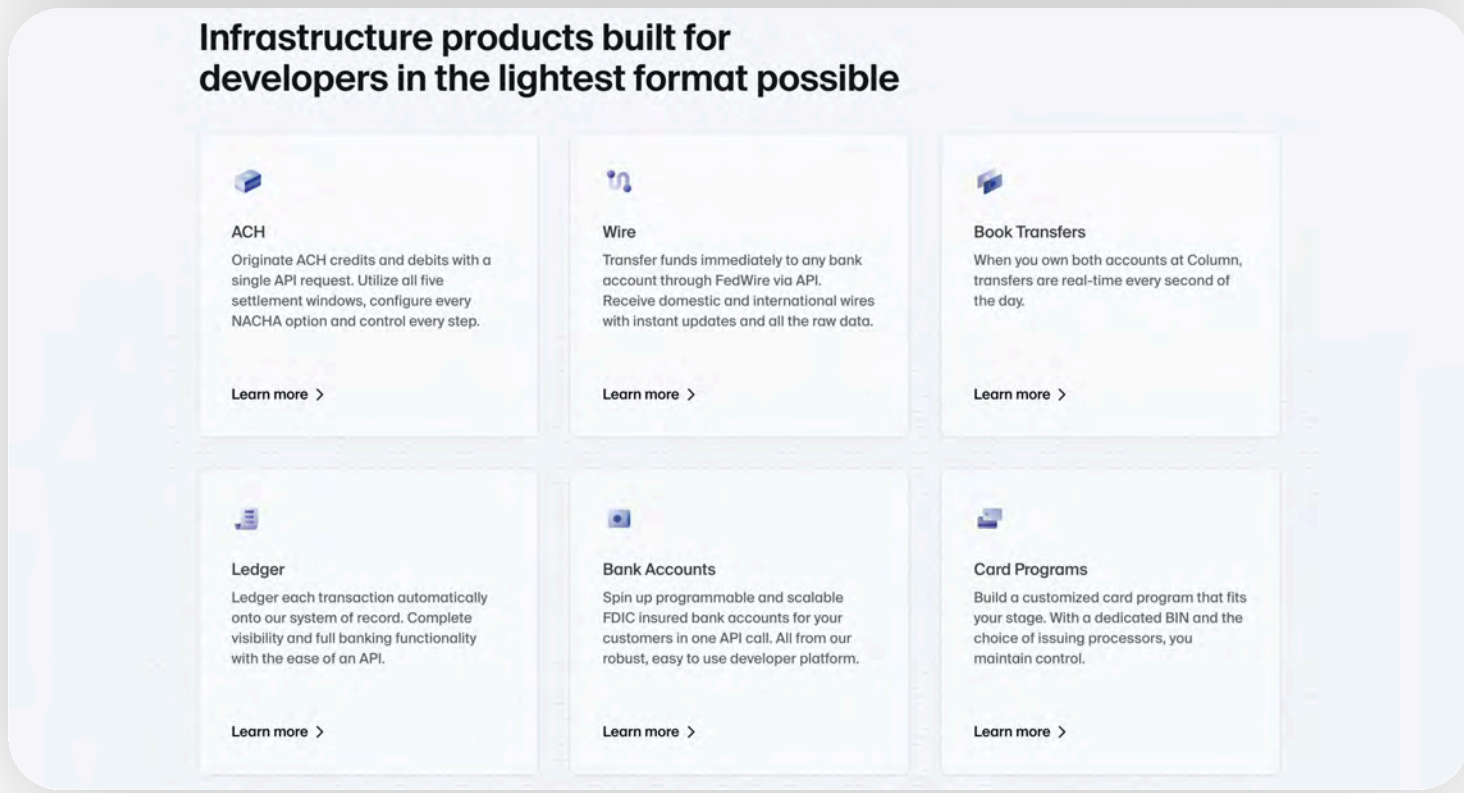 Infrastructure products built for
developers in the lightest format possible
ACH
Originate ACH credits and debits with a
single API request. Utilize all five
settlement windows, configure every
NACHA option and control every step.
Learn more
Wire
Transfer funds immediately to any bank
account through FedWire via API.
Receive domestic and international wires
with instant updates and all the raw data.
Learn more
Book Transfers
When you own both accounts at Column,
transfers are real-time every second of
the day.
Learn more
Ledger
Ledger each transaction automatically
onto our system of record. Complete
visibility and full banking functionality
with the ease of an API.
Learn more
Bank Accounts
Spin up programmable and scalable
FDIC insured bank accounts for your
customers in one API call. All from our
robust, easy to use developer platform.
Learn more
Card Programs
Build a customized card program that fits
your stage. With a dedicated BIN and the
choice of issuing processors, you
maintain control.
Learn more